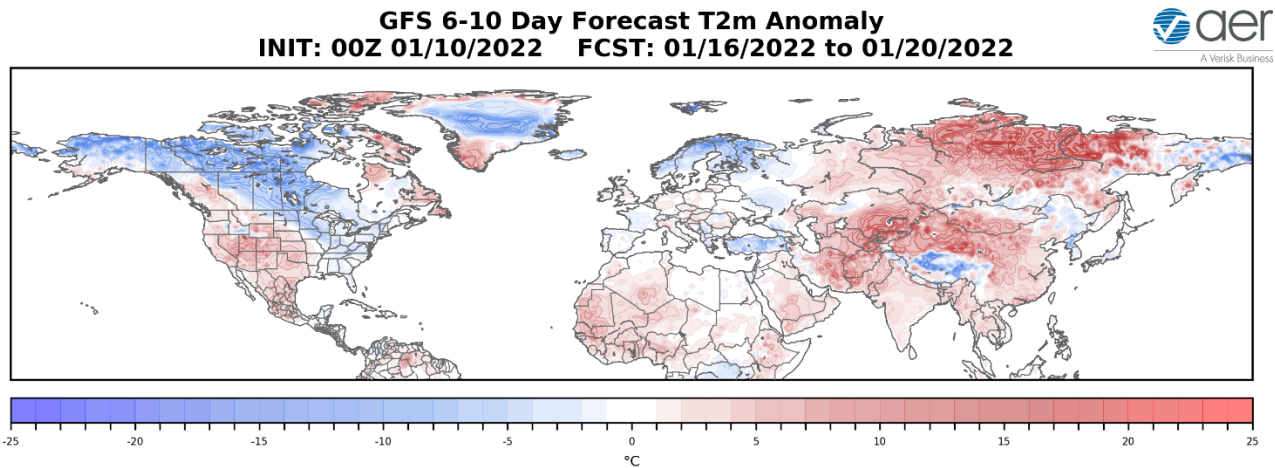 GFS 6-10 Day Forecast T2m Anomaly
INIT: 00Z 01/10/2022 FCST: 01/16/2022 to 01/20/2022
aer
A Verisk Business
-25 -20 -15 -10 -5 0 5 10 15 20 25
°C